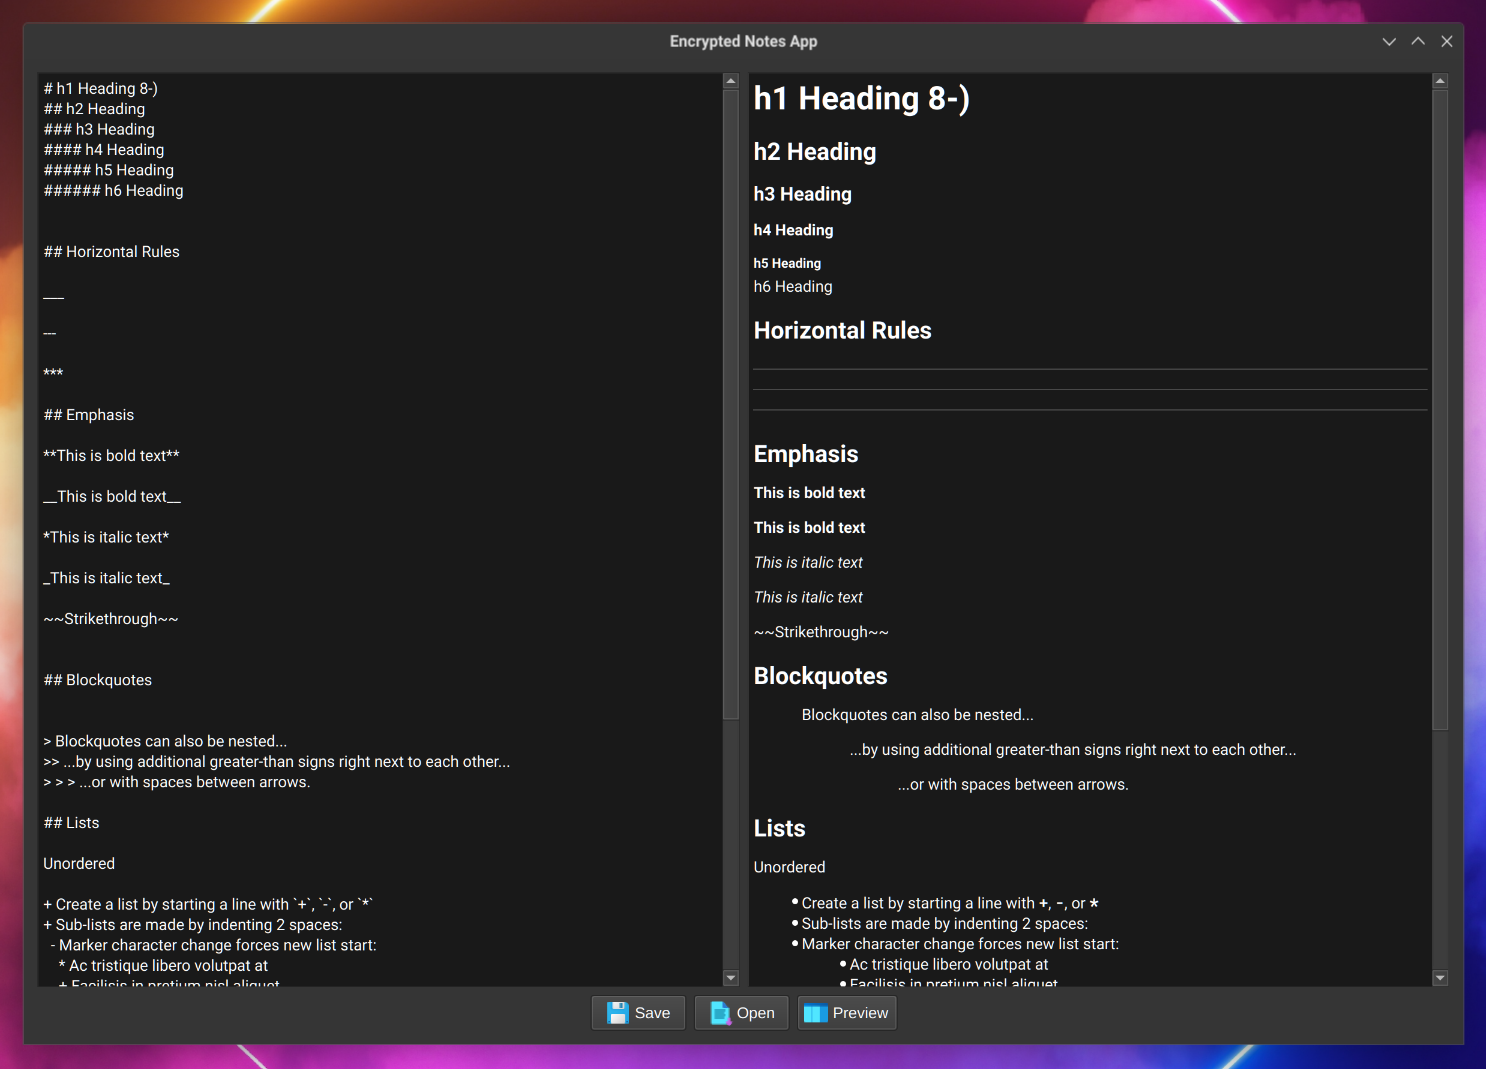 Encrypted Notes App
# h1 Heading 8-)
## h2 Heading
### h3 Heading
#### h4 Heading
##### h5 Heading
###### h6 Heading
## Horizontal Rules
___
---
***
## Emphasis
**This is bold text**
__This is bold text__
*This is italic text*
_This is italic text_
~~Strikethrough~~
## Blockquotes
> Blockquotes can also be nested...
>> ...by using additional greater-than signs right next to each other...
> > > ...or with spaces between arrows.
## Lists
Unordered
+ Create a list by starting a line with `+`, `-`, or `*`
+ Sub-lists are made by indenting 2 spaces:
- Marker character change forces new list start:
* Ac tristique libero volutpat at
+ Facilisis in pretium nisl aliquet
h1 Heading 8-)
h2 Heading
h3 Heading
h4 Heading
h5 Heading
h6 Heading
Horizontal Rules
Emphasis
This is bold text
This is bold text
This is italic text
This is italic text
~~Strikethrough~~
Blockquotes
Blockquotes can also be nested...
...by using additional greater-than signs right next to each other...
...or with spaces between arrows.
Lists
Unordered
• Create a list by starting a line with +, -, or *
• Sub-lists are made by indenting 2 spaces:
• Marker character change forces new list start:
• Ac tristique libero volutpat at
• Facilisis in pretium nisl aliquet
Save
Open
Preview